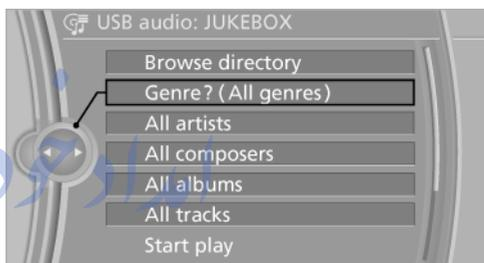 USB audio: JUKEBOX
Browse directory
Genre? (All genres)
All artists
All composers
All albums
All tracks
Start play